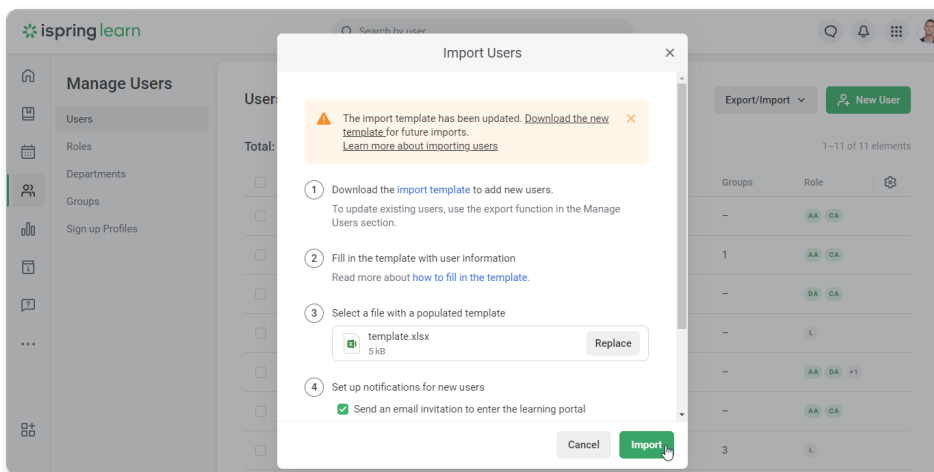 ispring learn
Search by user
Import Users
Manage Users
Users
Users
Roles
Departments
Groups
Sign up Profiles
Export/Import
New User
Total:
1–11 of 11 elements
Groups
Role
The import template has been updated. Download the new
template for future imports.
Learn more about importing users
1 Download the import template to add new users.
To update existing users, use the export function in the Manage
Users section.
2 Fill in the template with user information
Read more about how to fill in the template.
3 Select a file with a populated template
template.xlsx
5 kB
Replace
4 Set up notifications for new users
Send an email invitation to enter the learning portal
Cancel
Import
– AA CA
1 AA CA
– DA CA
– L
– AA DA +1
– AA CA
3 L